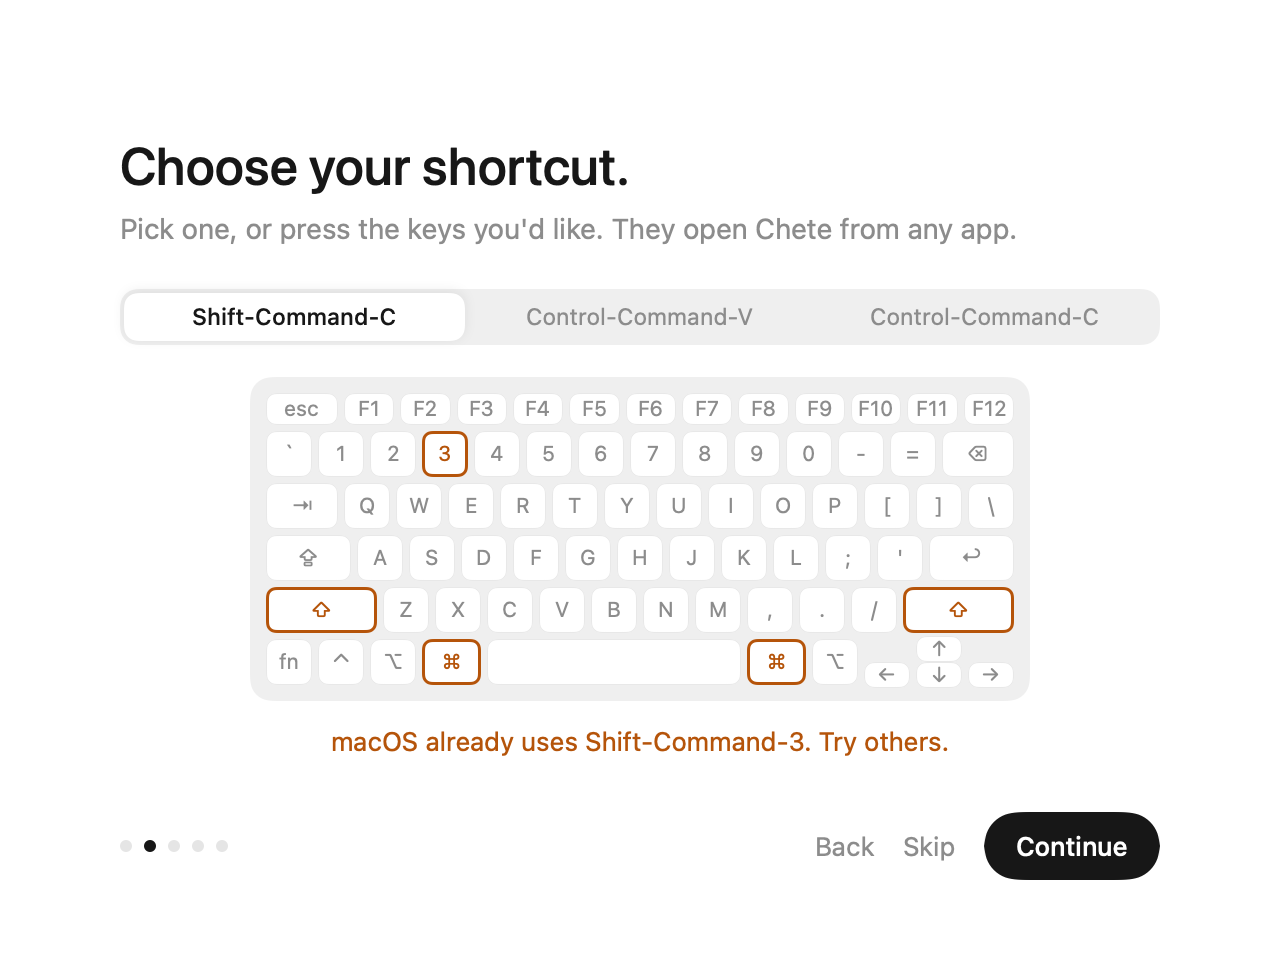 Choose your shortcut.
Pick one, or press the keys you'd like. They open Chete from any app.
Shift-Command-C Control-Command-V Control-Command-C
esc F1 F2 F3 F4 F5 F6 F7 F8 F9 F10 F11 F12
` 1 2 3 4 5 6 7 8 9 0 - = ⌫
⇥ Q W E R T Y U I O P [ ] \
⇪ A S D F G H J K L ; ' ↩
⇧ Z X C V B N M , . / ⇧
fn ^ ⌥ ⌘ ⌘ ⌥ ← ↑ ↓ →
macOS already uses Shift-Command-3. Try others.
Back Skip Continue